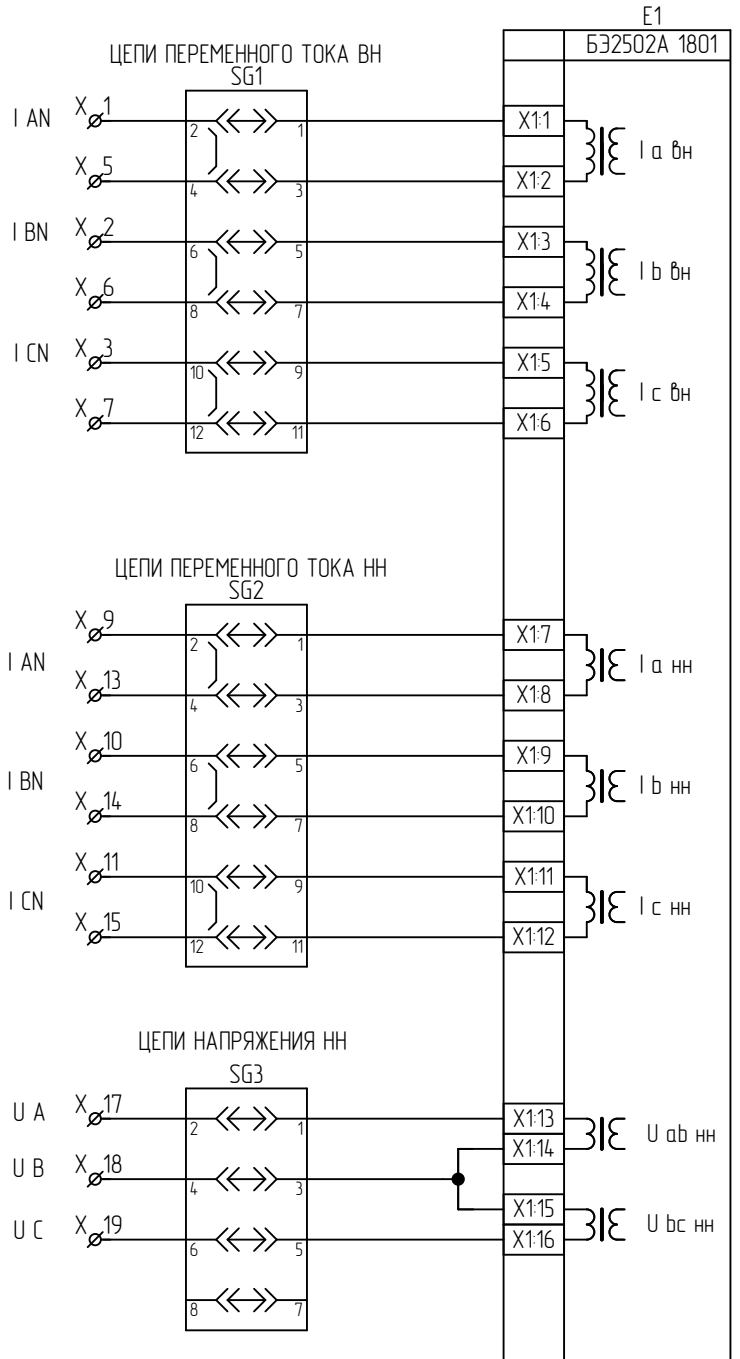 E1
БЭ2502А 1801
ЦЕПИ ПЕРЕМЕННОГО ТОКА ВН
SG1
I AN
X 1
2
1
X1:1
I a вн
X 5
4
3
X1:2
I BN
X 2
6
5
X1:3
I b вн
X 6
8
7
X1:4
I CN
X 3
10
9
X1:5
I c вн
X 7
12
11
X1:6
ЦЕПИ ПЕРЕМЕННОГО ТОКА НН
SG2
I AN
X 9
2
1
X1:7
I a нн
X 13
4
3
X1:8
I BN
X 10
6
5
X1:9
I b нн
X 14
8
7
X1:10
I CN
X 11
10
9
X1:11
I c нн
X 15
12
11
X1:12
ЦЕПИ НАПРЯЖЕНИЯ НН
SG3
U A
X 17
2
1
X1:13
U ab нн
X1:14
U B
X 18
4
3
X1:15
U bc нн
U C
X 19
6
5
X1:16
8
7